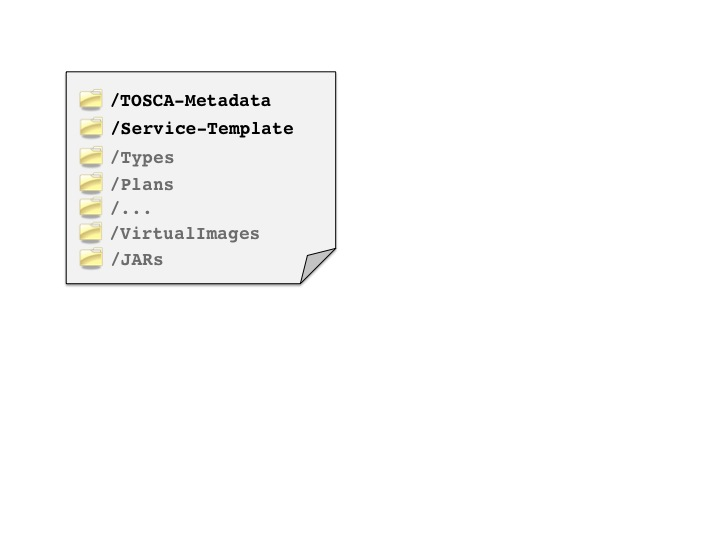 /TOSCA-Metadata
/Service-Template
/Types
/Plans
/...
/VirtualImages
/JARs